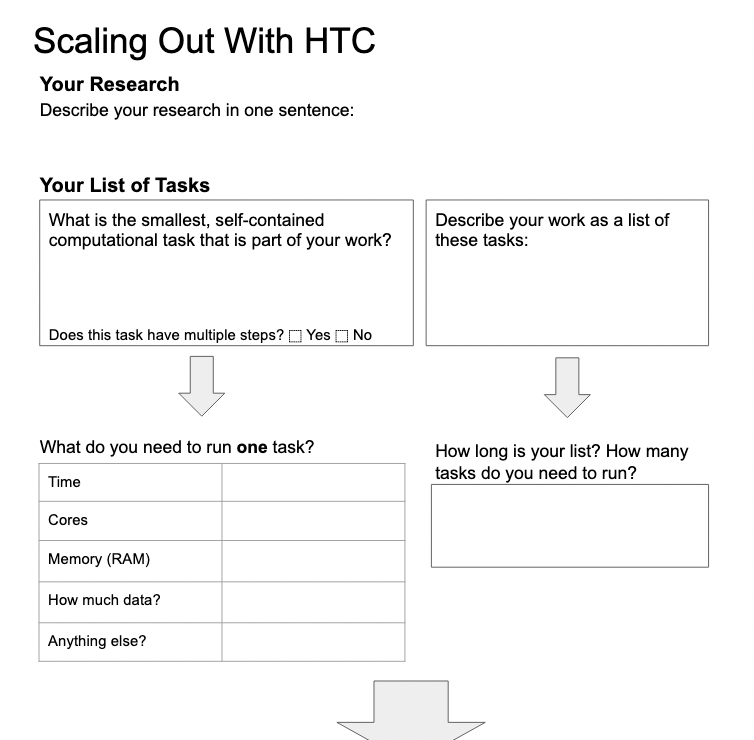 Scaling Out With HTC
Your Research
Describe your research in one sentence:
Your List of Tasks
What is the smallest, self-contained
computational task that is part of your work?
Does this task have multiple steps? Yes No
Describe your work as a list of
these tasks:
What do you need to run one task?
Time
Cores
Memory (RAM)
How much data?
Anything else?
How long is your list? How many
tasks do you need to run?